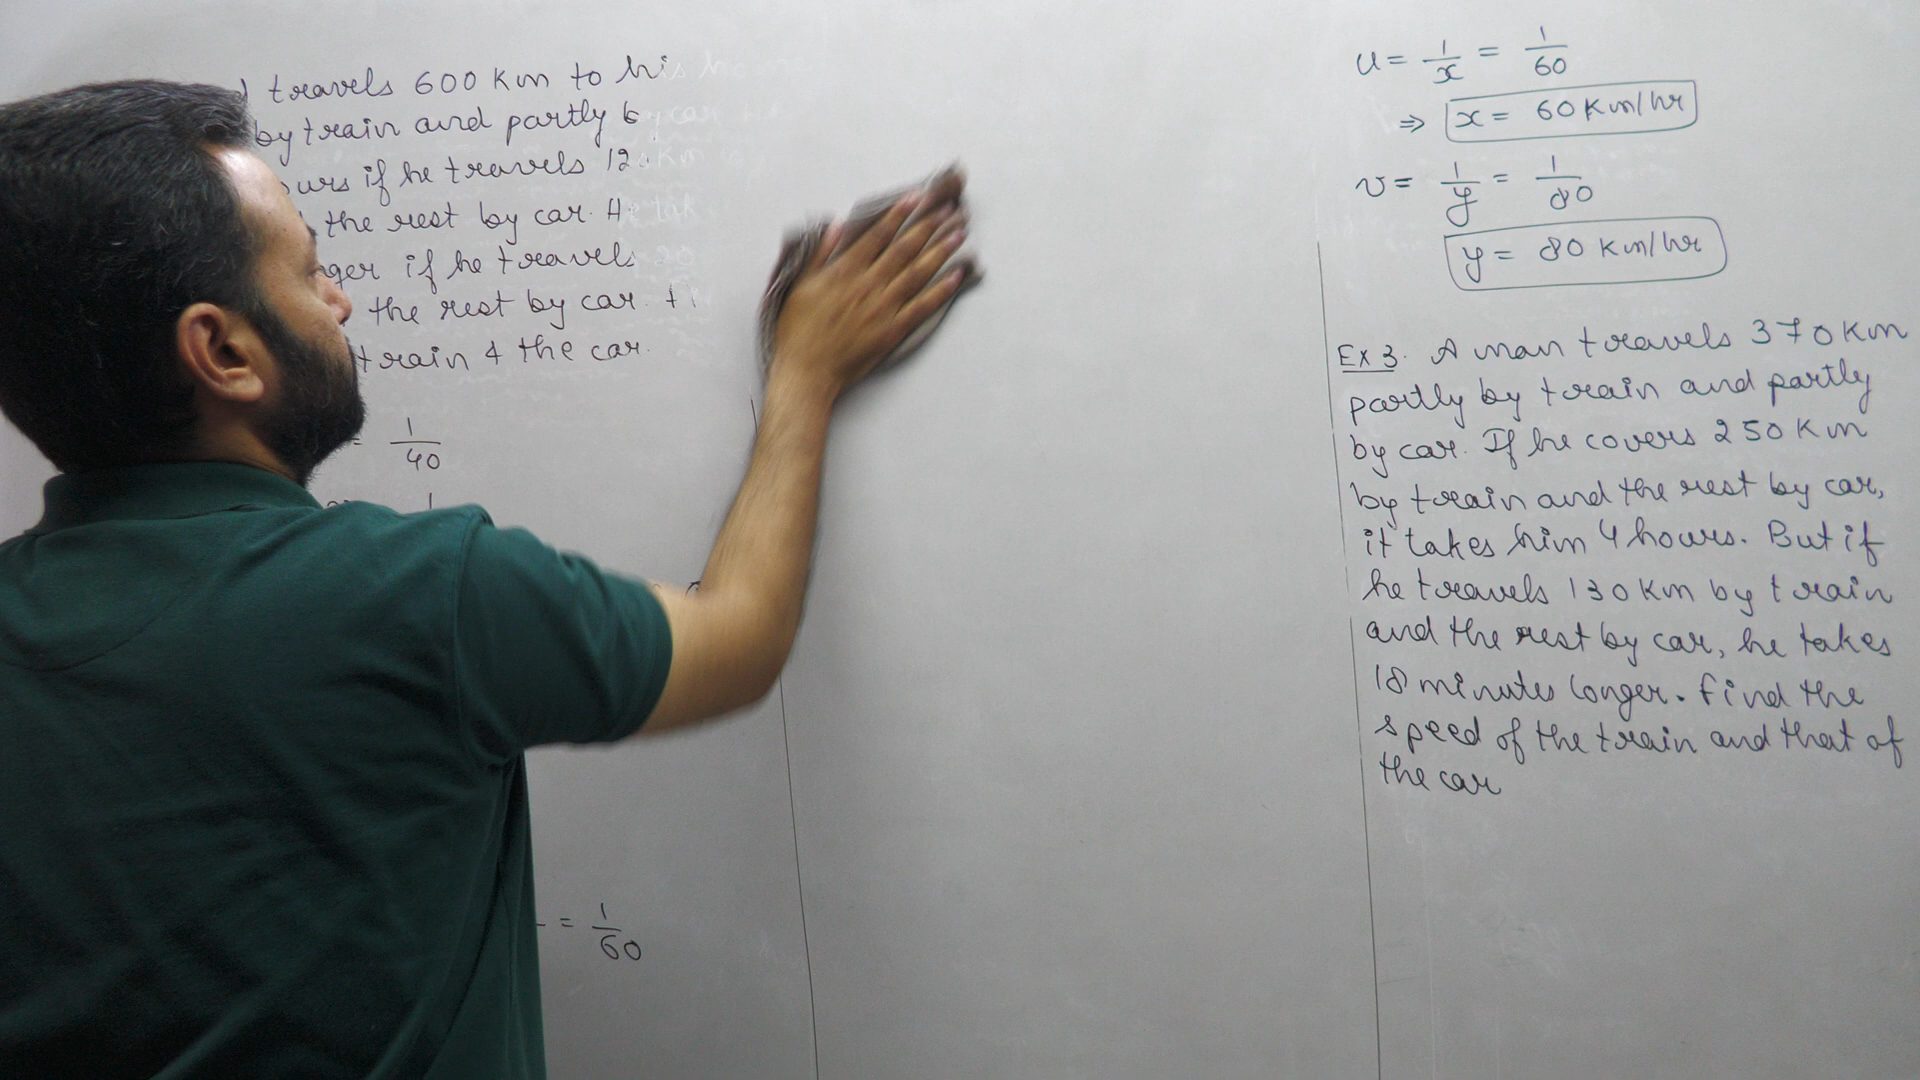 travels 600 Km to his
by train and partly b
ours if he travels 12
the rest by car. H
ger if he travels 20
the rest by car.
train & the car.
= 1/40
1
= 1/60
u = 1/x = 1/60
⇒ x = 60 Km/hr
v = 1/y = 1/80
y = 80 Km/hr
Ex 3. A man travels 370 Km
partly by train and partly
by car. If he covers 250 Km
by train and the rest by car,
it takes him 4 hours. But if
he travels 130 Km by train
and the rest by car, he takes
18 minutes longer. Find the
speed of the train and that of
the car